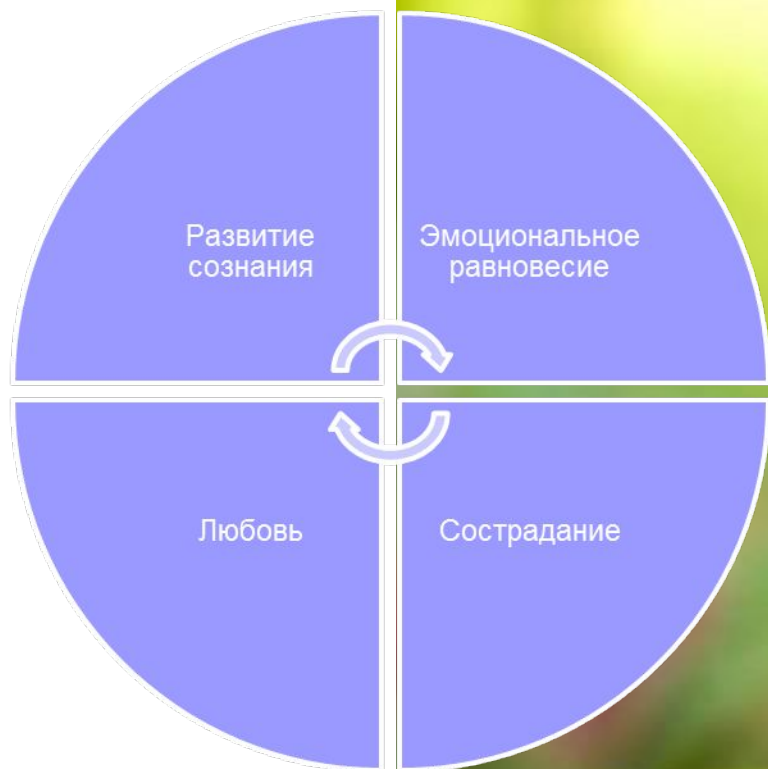 Развитие
сознания
Эмоциональное
равновесие
Любовь
Сострадание